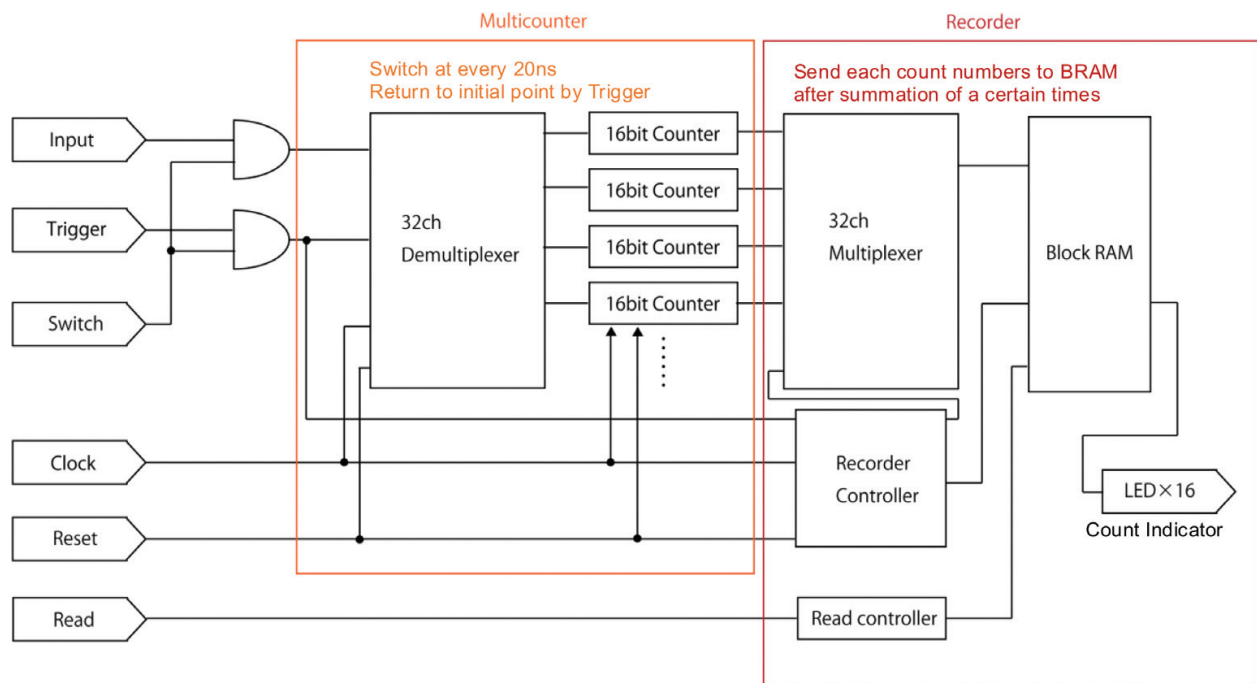 Multicounter
Recorder
Switch at every 20ns
Return to initial point by Trigger
Send each count numbers to BRAM
after summation of a certain times
Input
Trigger
Switch
Clock
Reset
Read
32ch
Demultiplexer
16bit Counter
16bit Counter
16bit Counter
16bit Counter
32ch
Multiplexer
Block RAM
Recorder
Controller
Read controller
LED×16
Count Indicator